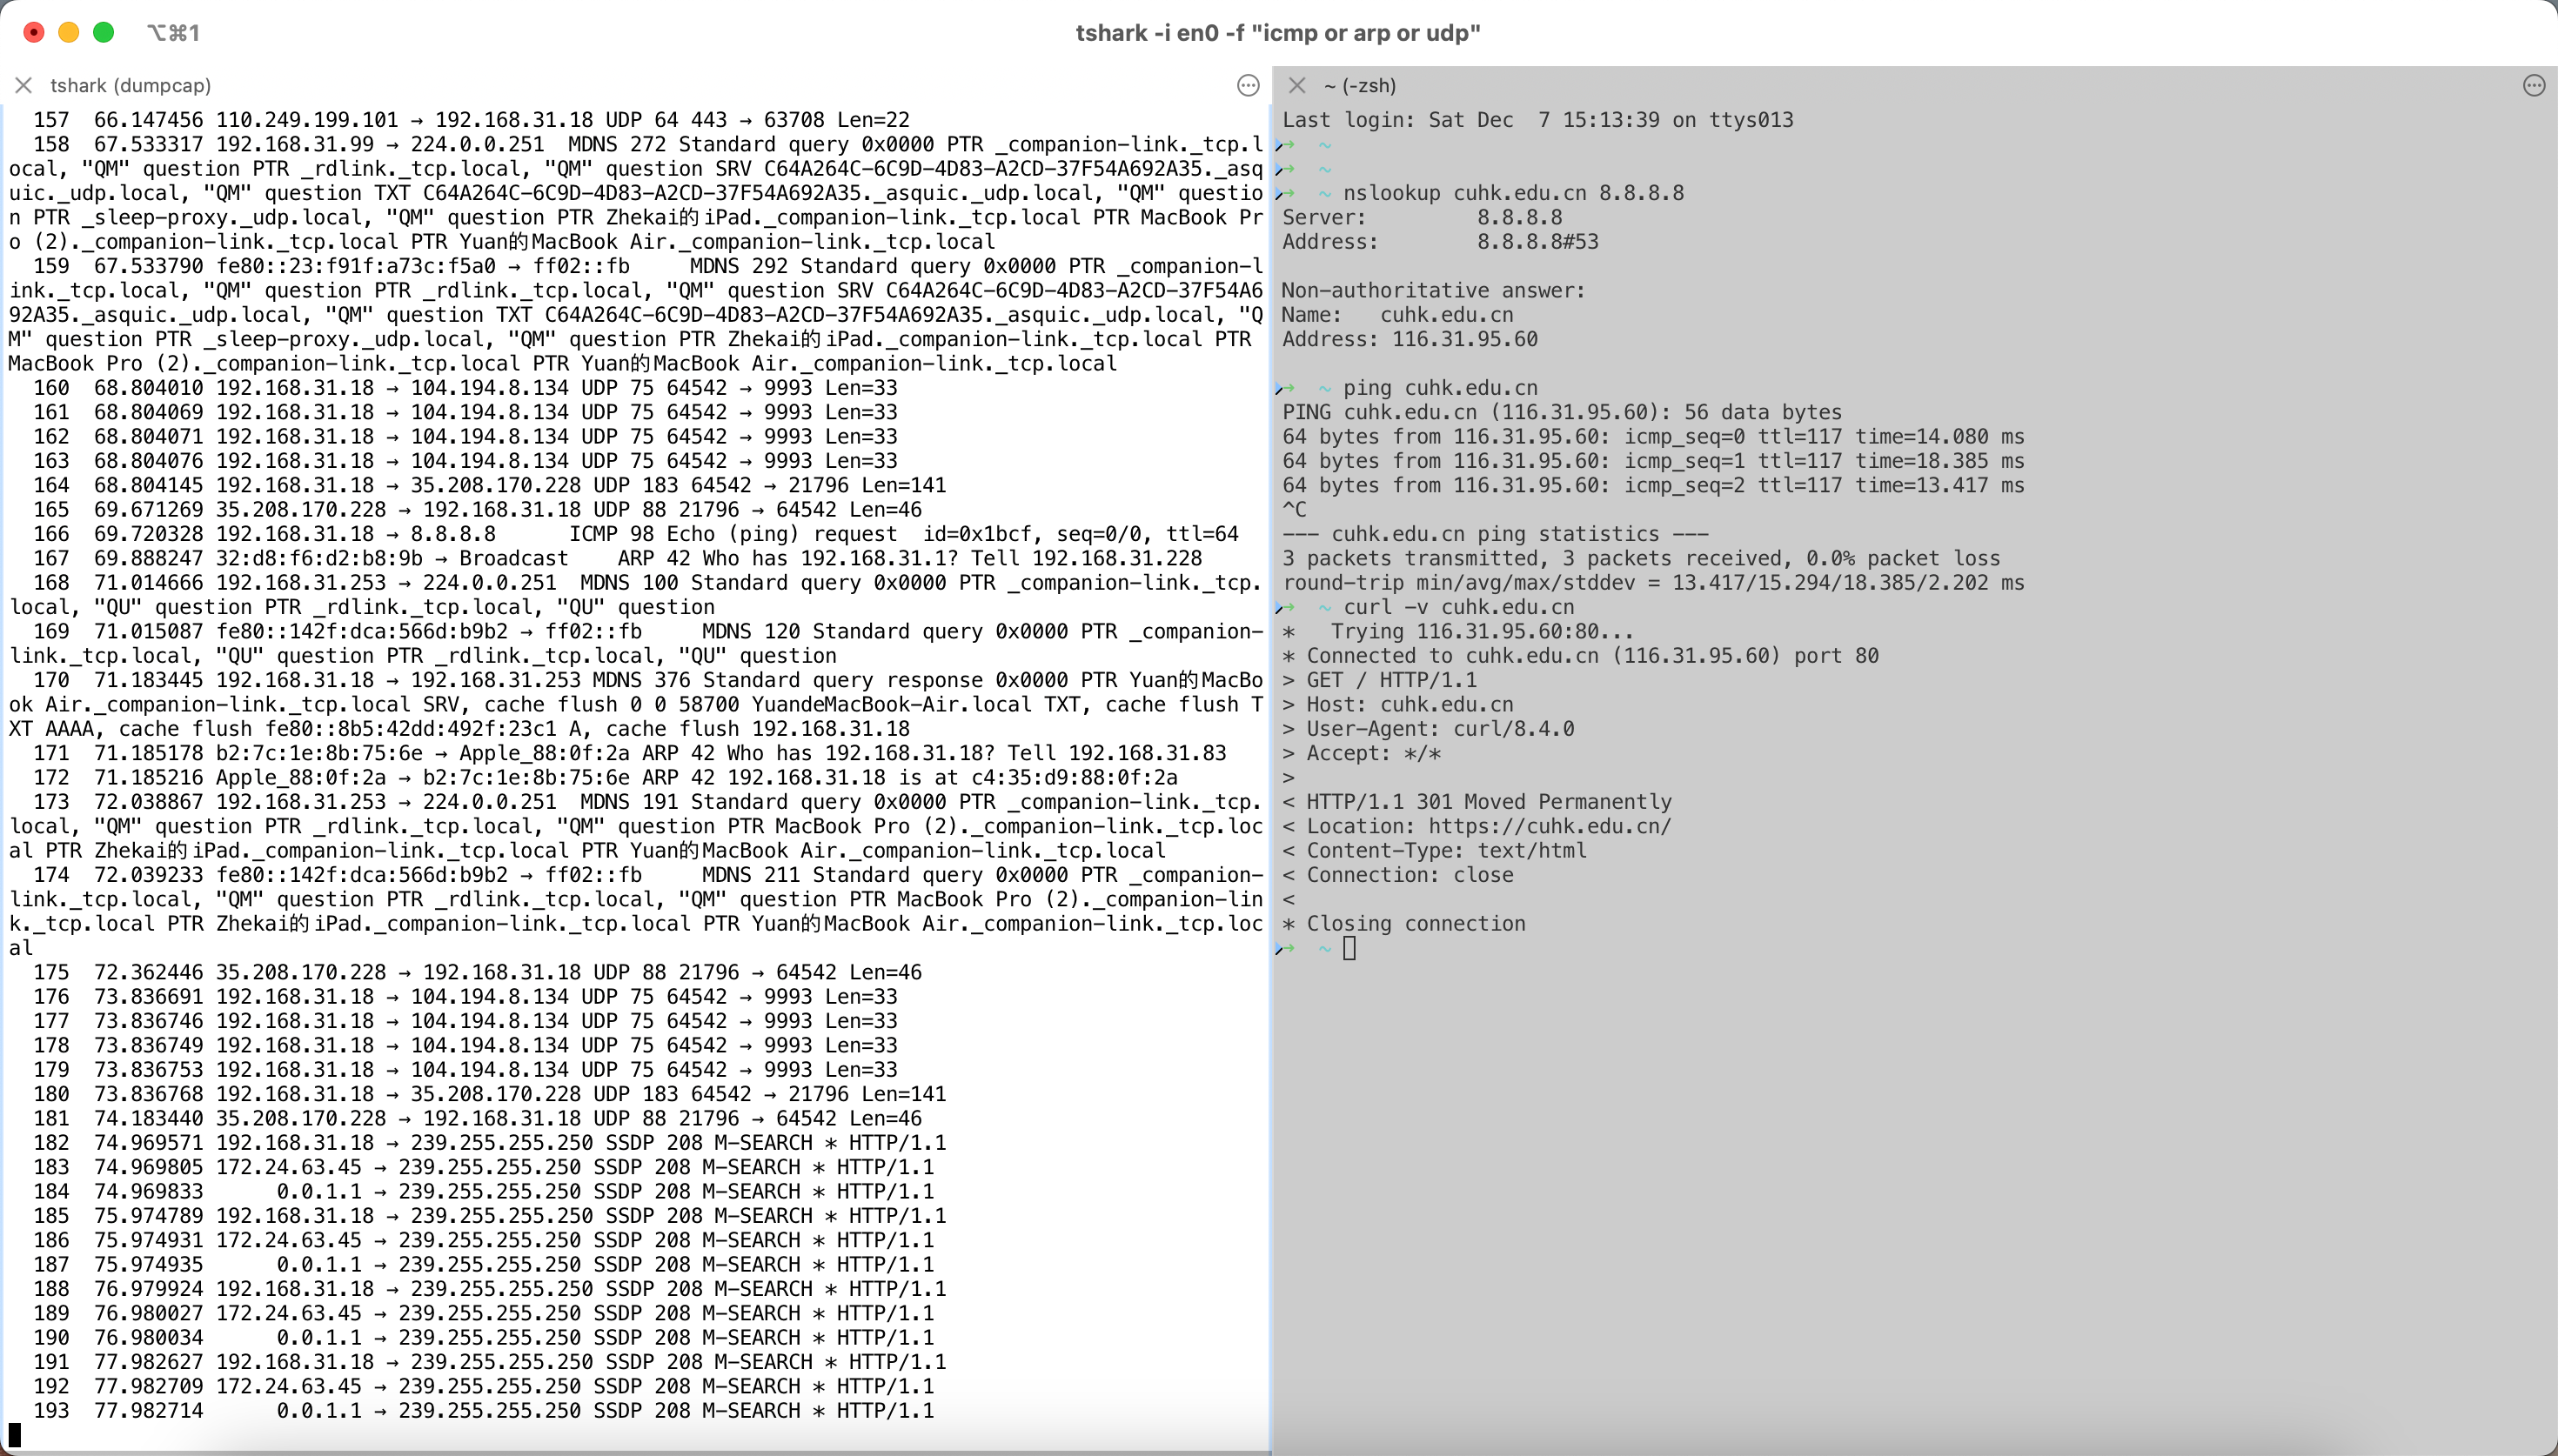 ⌥⌘1
tshark -i en0 -f "icmp or arp or udp"
tshark (dumpcap)
157  66.147456 110.249.199.101 → 192.168.31.18 UDP 64 443 → 63708 Len=22
158  67.533317 192.168.31.99 → 224.0.0.251  MDNS 272 Standard query 0x0000 PTR _companion-link._tcp.l
ocal, "QM" question PTR _rdlink._tcp.local, "QM" question SRV C64A264C-6C9D-4D83-A2CD-37F54A692A35._asq
uic._udp.local, "QM" question TXT C64A264C-6C9D-4D83-A2CD-37F54A692A35._asquic._udp.local, "QM" questio
n PTR _sleep-proxy._udp.local, "QM" question PTR Zhekai的iPad._companion-link._tcp.local PTR MacBook Pr
o (2)._companion-link._tcp.local PTR Yuan的MacBook Air._companion-link._tcp.local
159  67.533790 fe80::23:f91f:a73c:f5a0 → ff02::fb    MDNS 292 Standard query 0x0000 PTR _companion-l
ink._tcp.local, "QM" question PTR _rdlink._tcp.local, "QM" question SRV C64A264C-6C9D-4D83-A2CD-37F54A6
92A35._asquic._udp.local, "QM" question TXT C64A264C-6C9D-4D83-A2CD-37F54A692A35._asquic._udp.local, "Q
M" question PTR _sleep-proxy._udp.local, "QM" question PTR Zhekai的iPad._companion-link._tcp.local PTR
MacBook Pro (2)._companion-link._tcp.local PTR Yuan的MacBook Air._companion-link._tcp.local
160  68.804010 192.168.31.18 → 104.194.8.134 UDP 75 64542 → 9993 Len=33
161  68.804069 192.168.31.18 → 104.194.8.134 UDP 75 64542 → 9993 Len=33
162  68.804071 192.168.31.18 → 104.194.8.134 UDP 75 64542 → 9993 Len=33
163  68.804076 192.168.31.18 → 104.194.8.134 UDP 75 64542 → 9993 Len=33
164  68.804145 192.168.31.18 → 35.208.170.228 UDP 183 64542 → 21796 Len=141
165  69.671269 35.208.170.228 → 192.168.31.18 UDP 88 21796 → 64542 Len=46
166  69.720328 192.168.31.18 → 8.8.8.8      ICMP 98 Echo (ping) request  id=0x1bcf, seq=0/0, ttl=64
167  69.888247 32:d8:f6:d2:b8:9b → Broadcast    ARP 42 Who has 192.168.31.1? Tell 192.168.31.228
168  71.014666 192.168.31.253 → 224.0.0.251  MDNS 100 Standard query 0x0000 PTR _companion-link._tcp.
local, "QU" question PTR _rdlink._tcp.local, "QU" question
169  71.015087 fe80::142f:dca:566d:b9b2 → ff02::fb     MDNS 120 Standard query 0x0000 PTR _companion-
link._tcp.local, "QU" question PTR _rdlink._tcp.local, "QU" question
170  71.183445 192.168.31.18 → 192.168.31.253 MDNS 376 Standard query response 0x0000 PTR Yuan的MacBo
ok Air._companion-link._tcp.local SRV, cache flush 0 0 58700 YuandeMacBook-Air.local TXT, cache flush T
XT AAAA, cache flush fe80::8b5:42dd:492f:23c1 A, cache flush 192.168.31.18
171  71.185178 b2:7c:1e:8b:75:6e → Apple_88:0f:2a ARP 42 Who has 192.168.31.18? Tell 192.168.31.83
172  71.185216 Apple_88:0f:2a → b2:7c:1e:8b:75:6e ARP 42 192.168.31.18 is at c4:35:d9:88:0f:2a
173  72.038867 192.168.31.253 → 224.0.0.251  MDNS 191 Standard query 0x0000 PTR _companion-link._tcp.
local, "QM" question PTR _rdlink._tcp.local, "QM" question PTR MacBook Pro (2)._companion-link._tcp.loc
al PTR Zhekai的iPad._companion-link._tcp.local PTR Yuan的MacBook Air._companion-link._tcp.local
174  72.039233 fe80::142f:dca:566d:b9b2 → ff02::fb     MDNS 211 Standard query 0x0000 PTR _companion-
link._tcp.local, "QM" question PTR _rdlink._tcp.local, "QM" question PTR MacBook Pro (2)._companion-lin
k._tcp.local PTR Zhekai的iPad._companion-link._tcp.local PTR Yuan的MacBook Air._companion-link._tcp.loc
al
175  72.362446 35.208.170.228 → 192.168.31.18 UDP 88 21796 → 64542 Len=46
176  73.836691 192.168.31.18 → 104.194.8.134 UDP 75 64542 → 9993 Len=33
177  73.836746 192.168.31.18 → 104.194.8.134 UDP 75 64542 → 9993 Len=33
178  73.836749 192.168.31.18 → 104.194.8.134 UDP 75 64542 → 9993 Len=33
179  73.836753 192.168.31.18 → 104.194.8.134 UDP 75 64542 → 9993 Len=33
180  73.836768 192.168.31.18 → 35.208.170.228 UDP 183 64542 → 21796 Len=141
181  74.183440 35.208.170.228 → 192.168.31.18 UDP 88 21796 → 64542 Len=46
182  74.969571 192.168.31.18 → 239.255.255.250 SSDP 208 M-SEARCH * HTTP/1.1
183  74.969805 172.24.63.45 → 239.255.255.250 SSDP 208 M-SEARCH * HTTP/1.1
184  74.969833      0.0.1.1 → 239.255.255.250 SSDP 208 M-SEARCH * HTTP/1.1
185  75.974789 192.168.31.18 → 239.255.255.250 SSDP 208 M-SEARCH * HTTP/1.1
186  75.974931 172.24.63.45 → 239.255.255.250 SSDP 208 M-SEARCH * HTTP/1.1
187  75.974935      0.0.1.1 → 239.255.255.250 SSDP 208 M-SEARCH * HTTP/1.1
188  76.979924 192.168.31.18 → 239.255.255.250 SSDP 208 M-SEARCH * HTTP/1.1
189  76.980027 172.24.63.45 → 239.255.255.250 SSDP 208 M-SEARCH * HTTP/1.1
190  76.980034      0.0.1.1 → 239.255.255.250 SSDP 208 M-SEARCH * HTTP/1.1
191  77.982627 192.168.31.18 → 239.255.255.250 SSDP 208 M-SEARCH * HTTP/1.1
192  77.982709 172.24.63.45 → 239.255.255.250 SSDP 208 M-SEARCH * HTTP/1.1
193  77.982714      0.0.1.1 → 239.255.255.250 SSDP 208 M-SEARCH * HTTP/1.1
~ (-zsh)
Last login: Sat Dec  7 15:13:39 on ttys013
→  ~
→  ~
→  ~ nslookup cuhk.edu.cn 8.8.8.8
Server:         8.8.8.8
Address:        8.8.8.8#53
Non-authoritative answer:
Name:   cuhk.edu.cn
Address: 116.31.95.60
→  ~ ping cuhk.edu.cn
PING cuhk.edu.cn (116.31.95.60): 56 data bytes
64 bytes from 116.31.95.60: icmp_seq=0 ttl=117 time=14.080 ms
64 bytes from 116.31.95.60: icmp_seq=1 ttl=117 time=18.385 ms
64 bytes from 116.31.95.60: icmp_seq=2 ttl=117 time=13.417 ms
^C
--- cuhk.edu.cn ping statistics ---
3 packets transmitted, 3 packets received, 0.0% packet loss
round-trip min/avg/max/stddev = 13.417/15.294/18.385/2.202 ms
→  ~ curl -v cuhk.edu.cn
*   Trying 116.31.95.60:80...
* Connected to cuhk.edu.cn (116.31.95.60) port 80
> GET / HTTP/1.1
> Host: cuhk.edu.cn
> User-Agent: curl/8.4.0
> Accept: */*
>
< HTTP/1.1 301 Moved Permanently
< Location: https://cuhk.edu.cn/
< Content-Type: text/html
< Connection: close
<
* Closing connection
→  ~